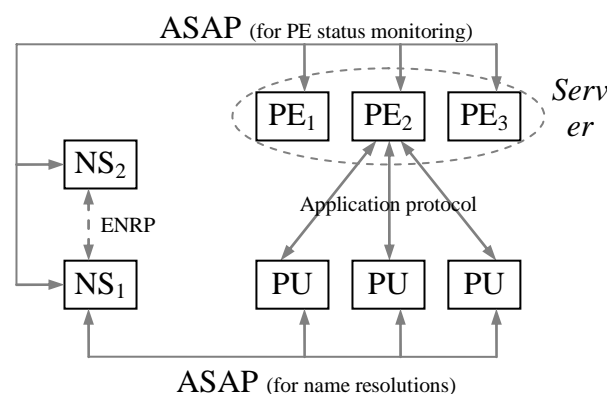 ASAP (for PE status monitoring)
PE1 PE2 PE3
Serv
er
NS2
ENRP
Application protocol
NS1
PU PU PU
ASAP (for name resolutions)